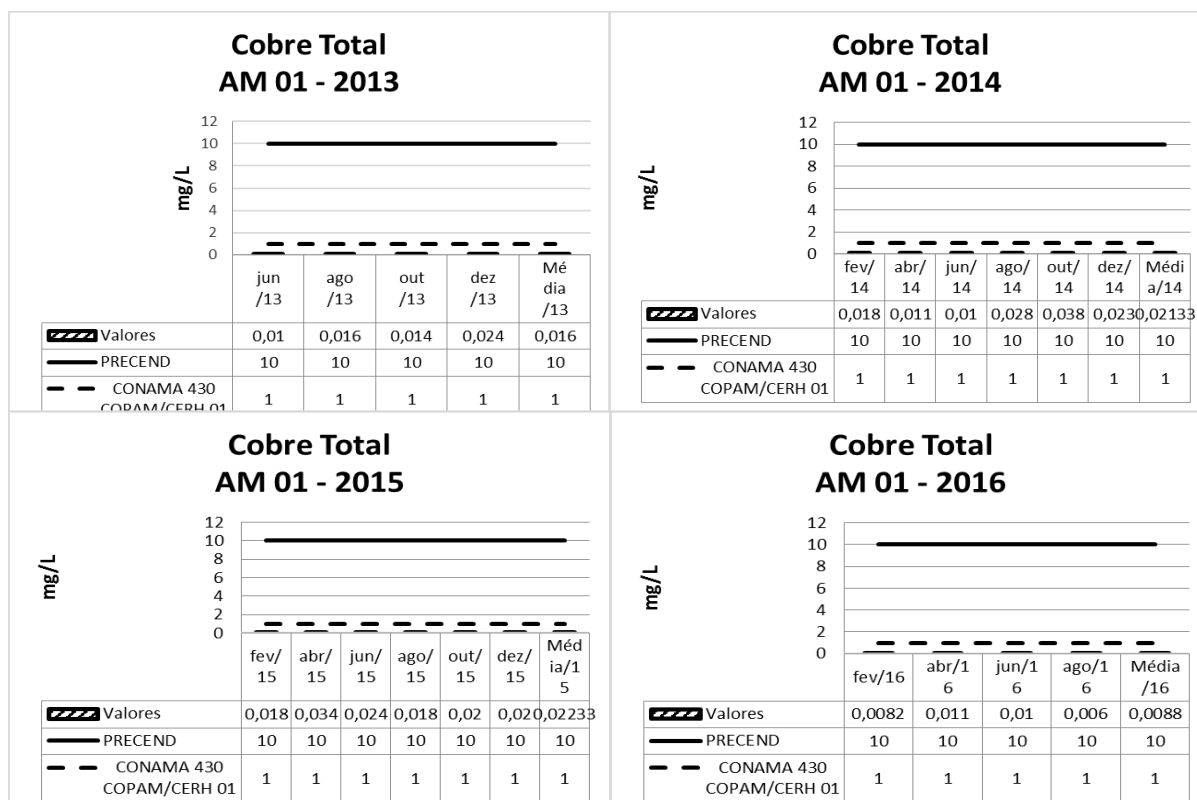 Cobre Total
AM 01 - 2013
mg/L
12
10
8
6
4
2
0
jun /13 ago /13 out /13 dez /13 Mé dia /13
Valores 0,01 0,016 0,014 0,024 0,016
PRECEND 10 10 10 10 10
CONAMA 430 COPAM/CERH 01 1 1 1 1 1
Cobre Total
AM 01 - 2014
mg/L
12
10
8
6
4
2
0
fev/ 14 abr/ 14 jun/ 14 ago/ 14 out/ 14 dez/ 14 Médi a/14
Valores 0,018 0,011 0,01 0,028 0,038 0,023 0,02133
PRECEND 10 10 10 10 10 10 10
CONAMA 430 COPAM/CERH 01 1 1 1 1 1 1 1
Cobre Total
AM 01 - 2015
mg/L
12
10
8
6
4
2
0
fev/ 15 abr/ 15 jun/ 15 ago/ 15 out/ 15 dez/ 15 Méd ia/1 5
Valores 0,018 0,034 0,024 0,018 0,02 0,02 0,02233
PRECEND 10 10 10 10 10 10 10
CONAMA 430 COPAM/CERH 01 1 1 1 1 1 1 1
Cobre Total
AM 01 - 2016
mg/L
12
10
8
6
4
2
0
fev/16 abr/1 6 jun/1 6 ago/1 6 Média /16
Valores 0,0082 0,011 0,01 0,006 0,0088
PRECEND 10 10 10 10 10
CONAMA 430 COPAM/CERH 01 1 1 1 1 1